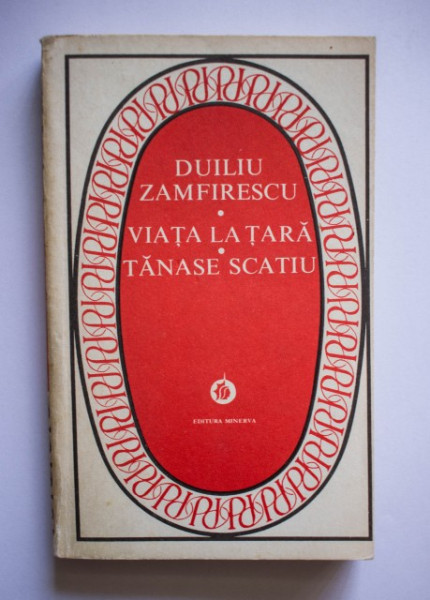 DUILIU
ZAMFIRESCU
•
VIAȚA LA ȚARĂ
•
TĂNASE SCATIU
EDITURA MINERVA